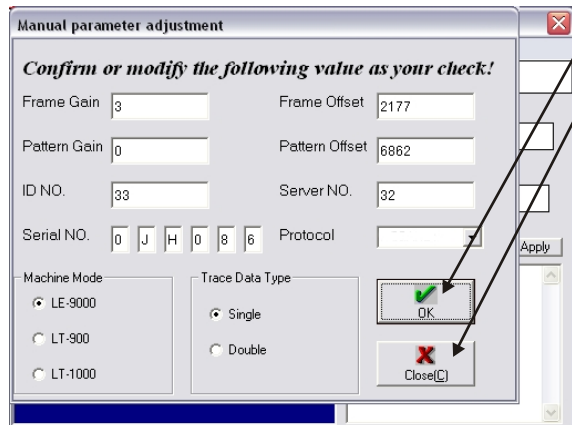 Manual parameter adjustment
Confirm or modify the following value as your check!
Frame Gain 3 Frame Offset 2177
Pattern Gain 0 Pattern Offset 6862
ID NO. 33 Server NO. 32
Serial NO. 0 J H 0 8 6 Protocol
Apply
Machine Mode Trace Data Type
LE-9000 Single OK
LT-900 Double
LT-1000 Close(C)